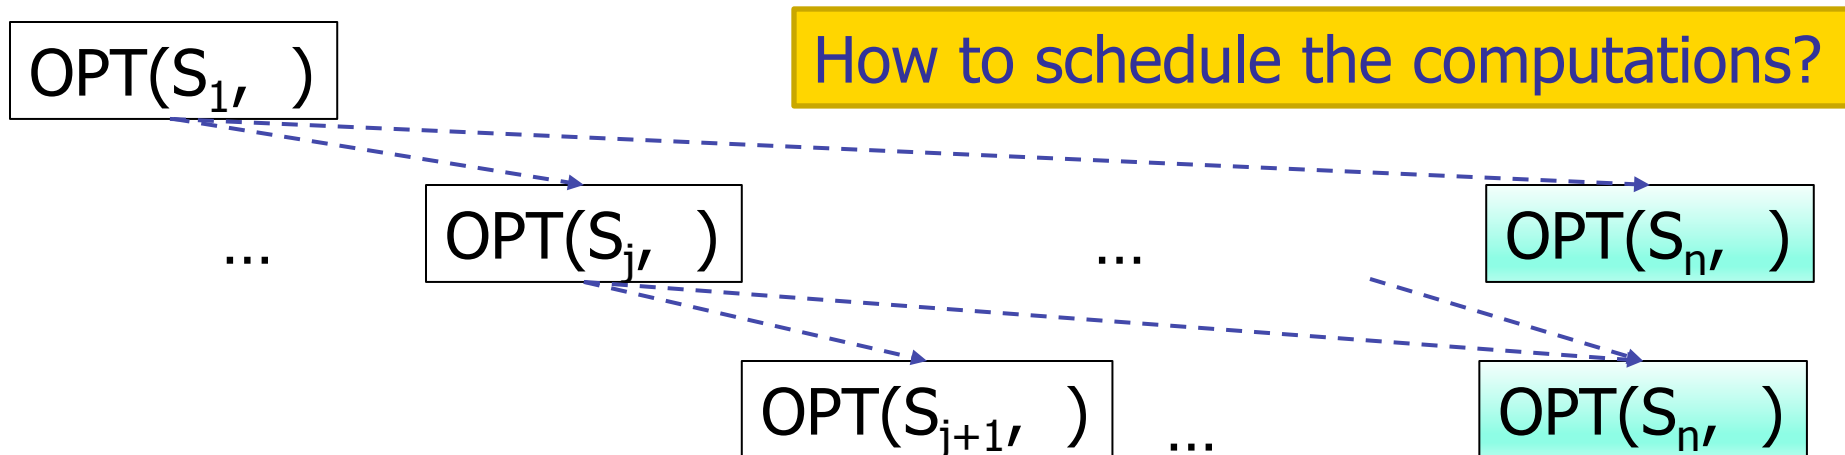 OPT(S₁,  )
How to schedule the computations?
... OPT(Sⱼ,  ) ... OPT(Sₙ,  )
OPT(Sⱼ₊₁,  ) ... OPT(Sₙ,  )